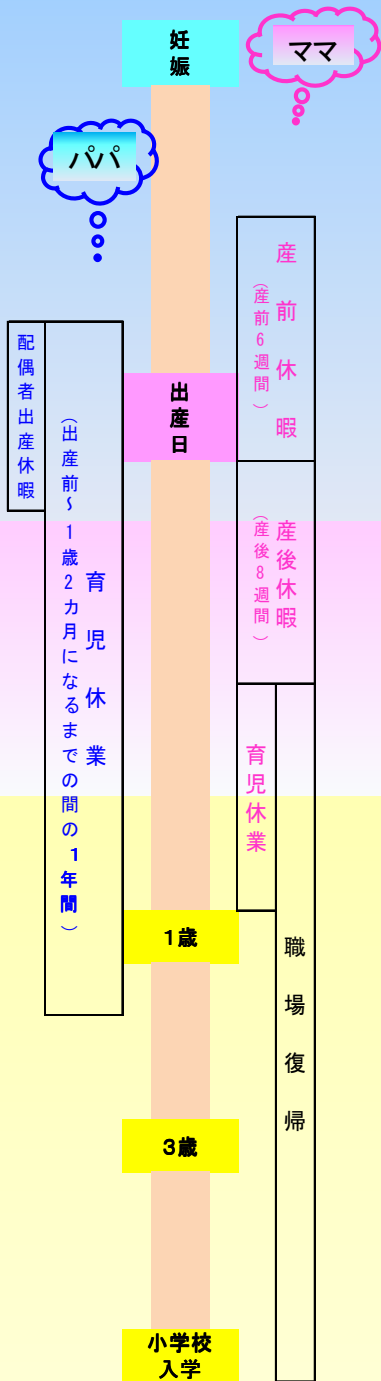 妊娠
ママ
パパ
産前休暇
(産前6週間)
配偶者出産休暇
育児休業
(出産前~1歳2カ月になるまでの間の1年間)
出産日
産後休暇
(産後8週間)
育児休業
職場復帰
1歳
3歳
小学校
入学